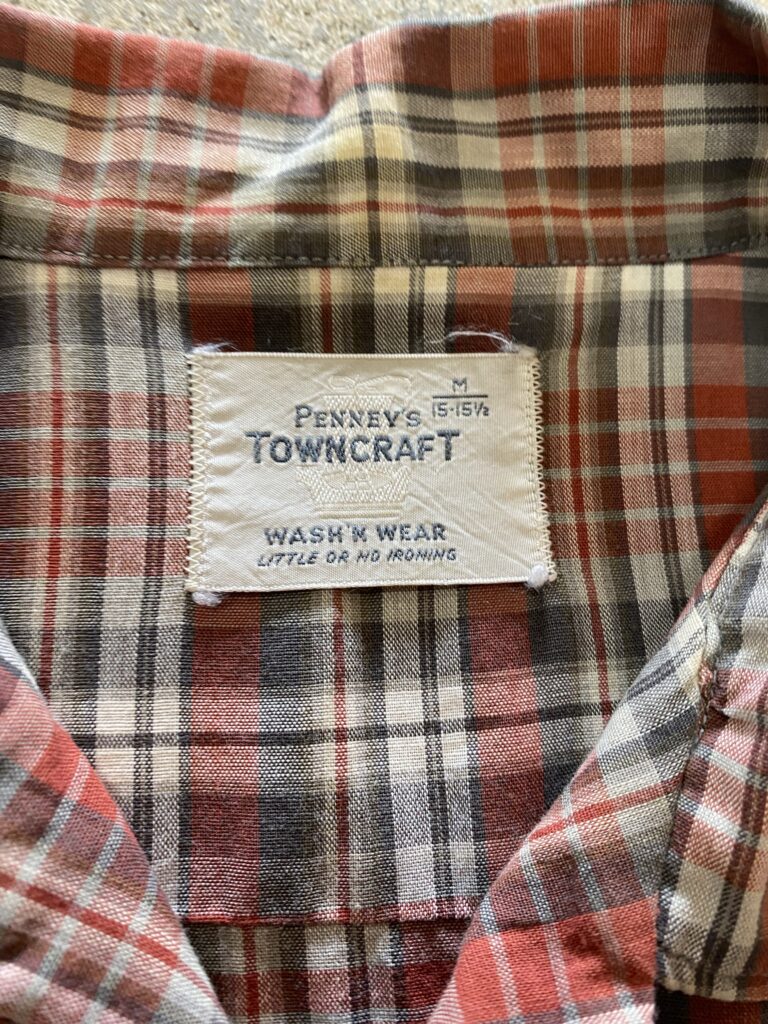 M
15-15½
PENNEY'S
TOWNCRAFT
WASH'N WEAR
LITTLE OR NO IRONING